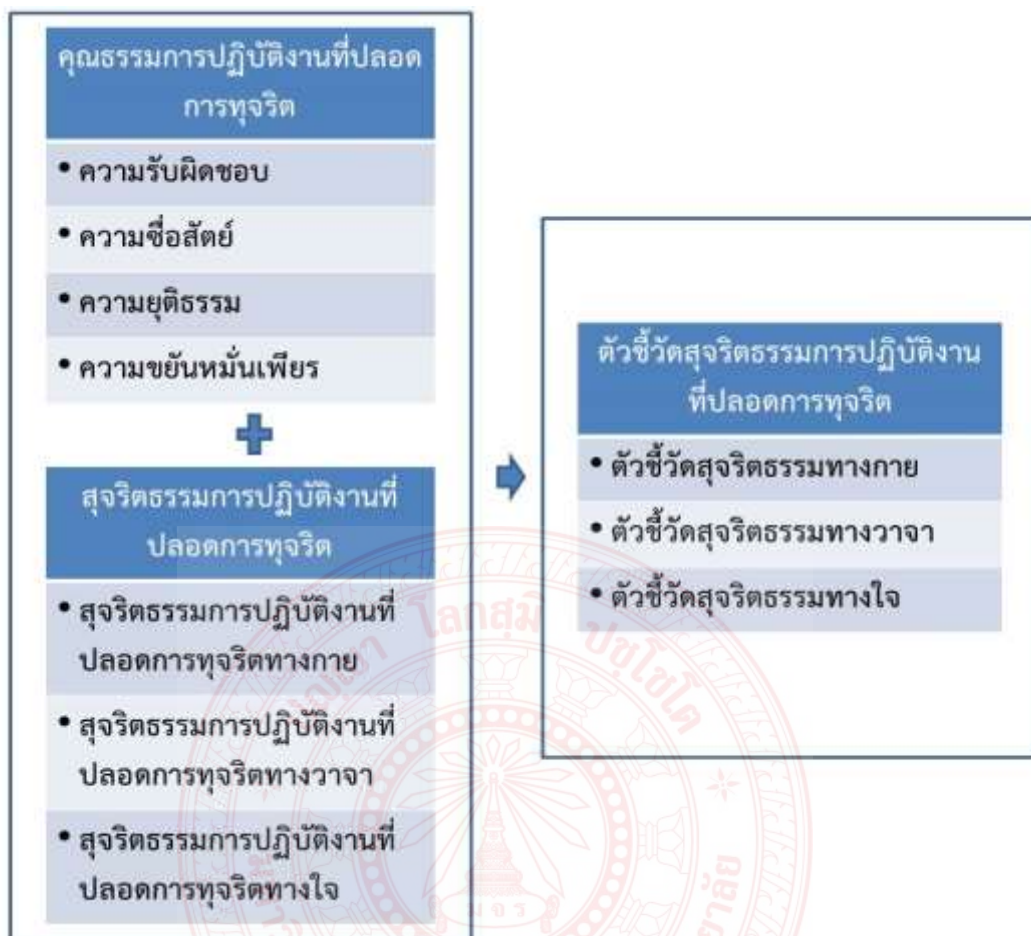 คุณธรรมการปฏิบัติงานที่ปลอด
การทุจริต
• ความรับผิดชอบ
• ความซื่อสัตย์
• ความยุติธรรม
• ความขยันหมั่นเพียร
สุจริตธรรมการปฏิบัติงานที่
ปลอดการทุจริต
• สุจริตธรรมการปฏิบัติงานที่
ปลอดการทุจริตทางกาย
• สุจริตธรรมการปฏิบัติงานที่
ปลอดการทุจริตทางวาจา
• สุจริตธรรมการปฏิบัติงานที่
ปลอดการทุจริตทางใจ
ตัวชี้วัดสุจริตธรรมการปฏิบัติงาน
ที่ปลอดการทุจริต
• ตัวชี้วัดสุจริตธรรมทางกาย
• ตัวชี้วัดสุจริตธรรมทางวาจา
• ตัวชี้วัดสุจริตธรรมทางใจ
โลกสฺมิ ปชฺโชโต
ม จ ร